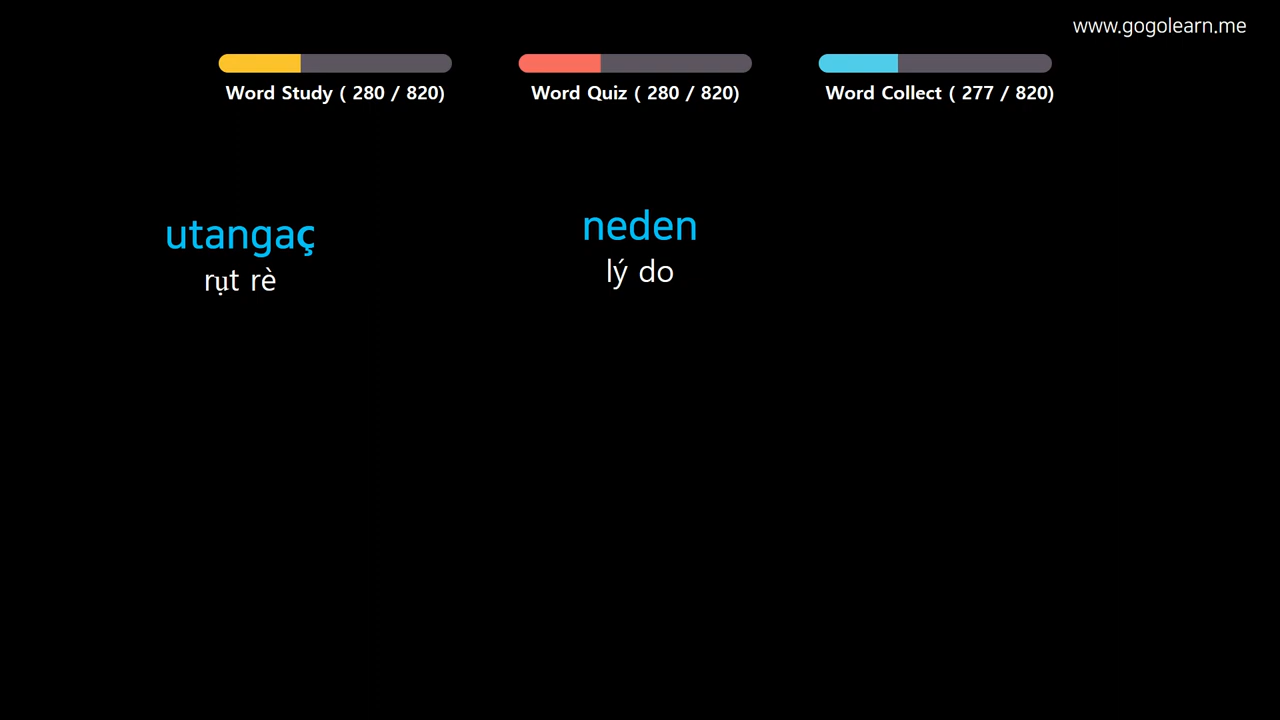 www.gogolearn.me
Word Study ( 280 / 820)
Word Quiz ( 280 / 820)
Word Collect ( 277 / 820)
utangaç
rụt rè
neden
lý do